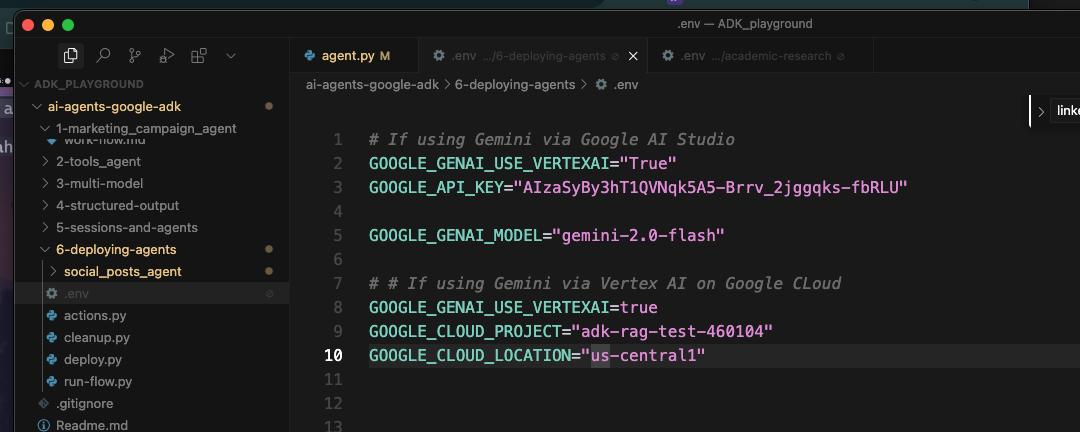 .env — ADK_playground
agent.py M
.env .../6-deploying-agents
.env .../academic-research
ADK_PLAYGROUND
ai-agents-google-adk
1-marketing_campaign_agent
work-flow.md
2-tools_agent
3-multi-model
4-structured-output
5-sessions-and-agents
6-deploying-agents
social_posts_agent
.env
actions.py
cleanup.py
deploy.py
run-flow.py
.gitignore
Readme.md
ai-agents-google-adk > 6-deploying-agents > .env
1 # If using Gemini via Google AI Studio
2 GOOGLE_GENAI_USE_VERTEXAI="True"
3 GOOGLE_API_KEY="AIzaSyBy3hT1QVNqk5A5-Brrv_2jggqks-fbRLU"
4
5 GOOGLE_GENAI_MODEL="gemini-2.0-flash"
6
7 # # If using Gemini via Vertex AI on Google CLoud
8 GOOGLE_GENAI_USE_VERTEXAI=true
9 GOOGLE_CLOUD_PROJECT="adk-rag-test-460104"
10 GOOGLE_CLOUD_LOCATION="us-central1"
11
12
13